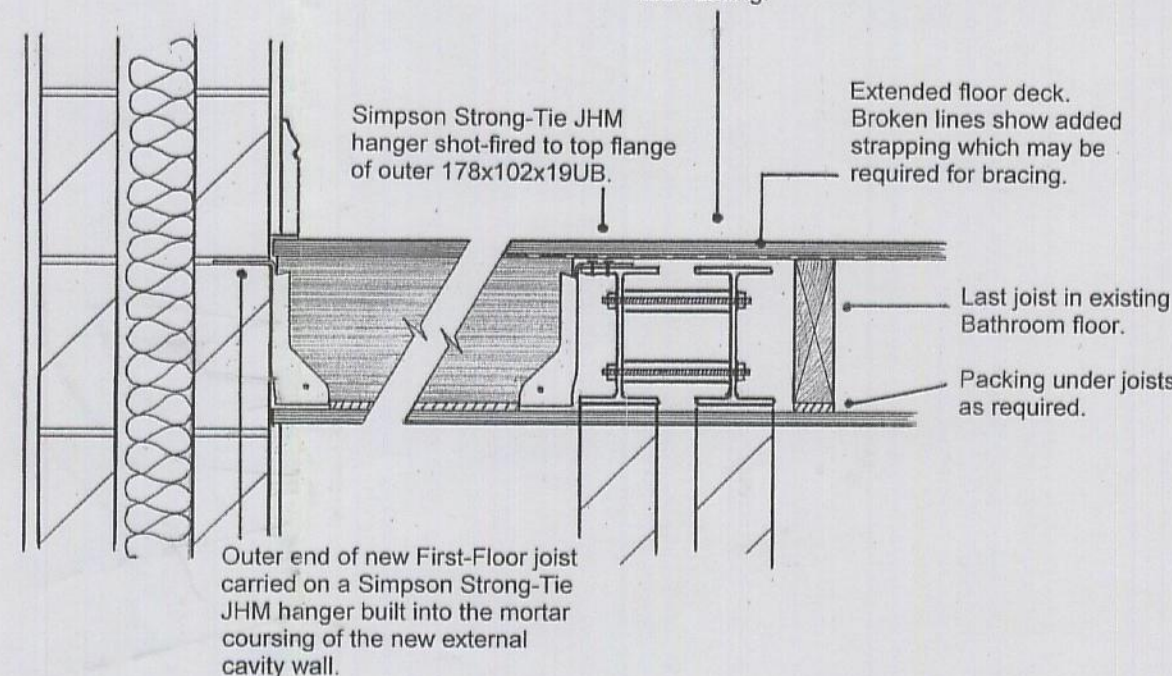 Simpson Strong-Tie JHM
hanger shot-fired to top flange
of outer 178x102x19UB.
Extended floor deck.
Broken lines show added
strapping which may be
required for bracing.
Last joist in existing
Bathroom floor.
Packing under joists
as required.
Outer end of new First-Floor joist
carried on a Simpson Strong-Tie
JHM hanger built into the mortar
coursing of the new external
cavity wall.